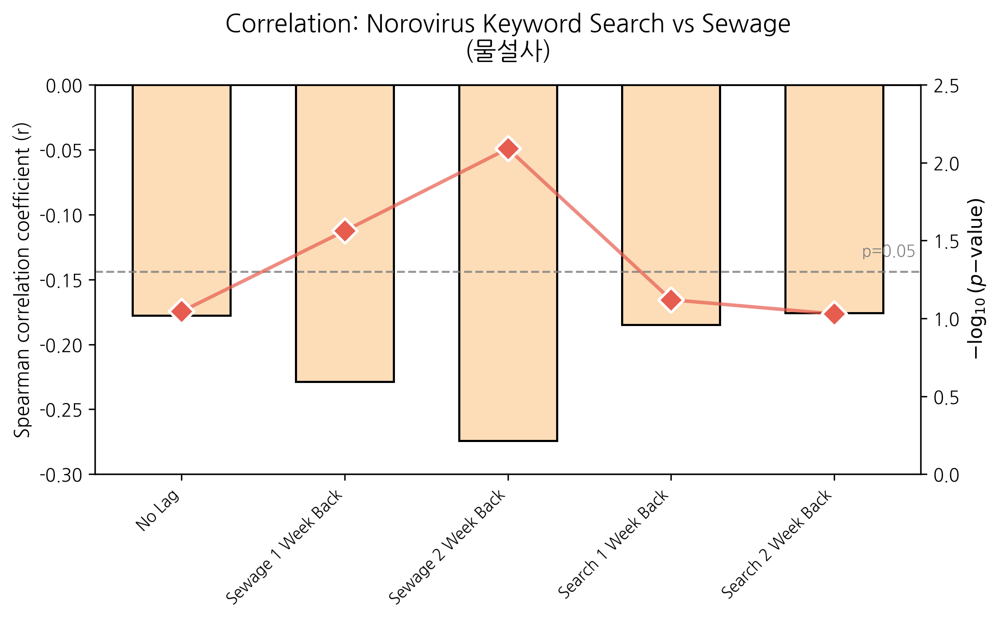 Correlation: Norovirus Keyword Search vs Sewage
(물설사)
Spearman correlation coefficient (r)
0.00
-0.05
-0.10
-0.15
-0.20
-0.25
-0.30
2.5
2.0
1.5
1.0
0.5
0.0
−log₁₀(p−value)
p=0.05
No Lag
Sewage 1 Week Back
Sewage 2 Week Back
Search 1 Week Back
Search 2 Week Back